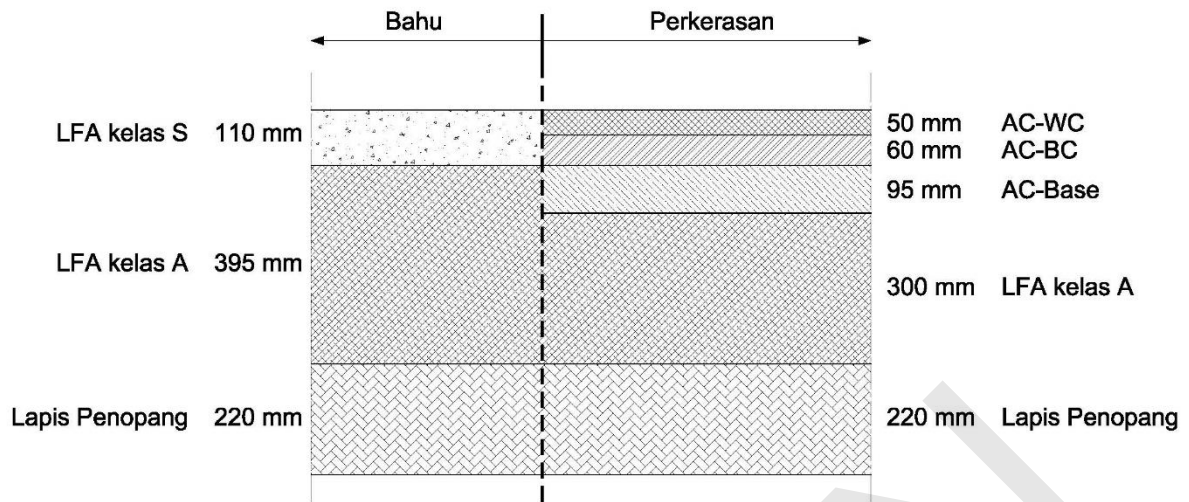 Bahu Perkerasan
LFA kelas S 110 mm
50 mm AC-WC
60 mm AC-BC
95 mm AC-Base
LFA kelas A 395 mm
300 mm LFA kelas A
Lapis Penopang 220 mm
220 mm Lapis Penopang